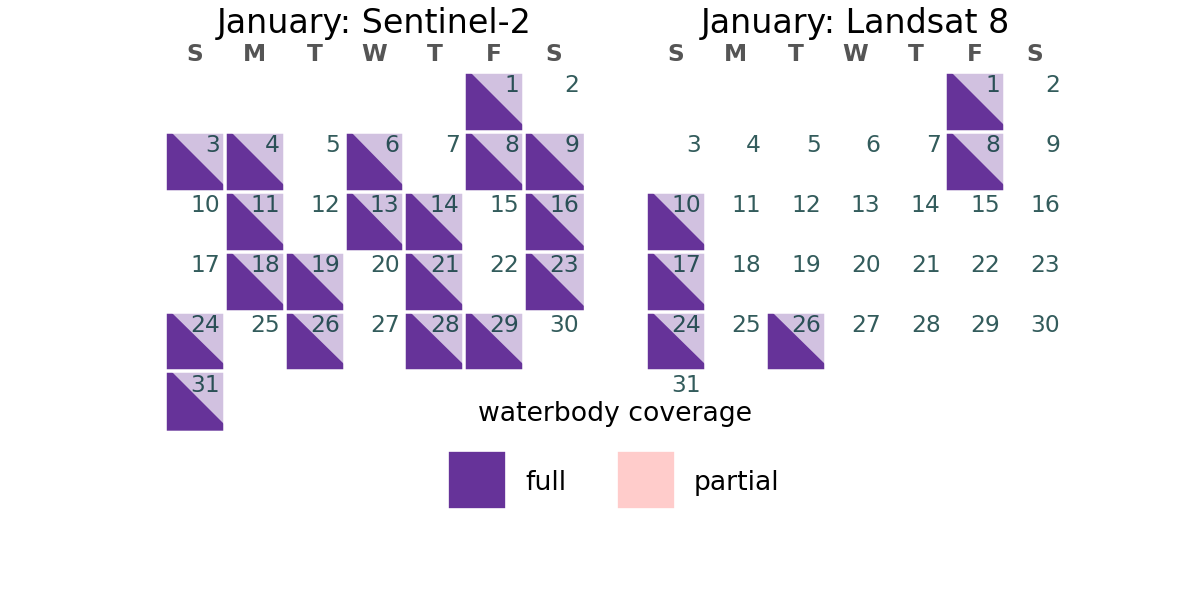 January: Sentinel-2
S M T W T F S
1 2
3 4 5 6 7 8 9
10 11 12 13 14 15 16
17 18 19 20 21 22 23
24 25 26 27 28 29 30
31
January: Landsat 8
S M T W T F S
1 2
3 4 5 6 7 8 9
10 11 12 13 14 15 16
17 18 19 20 21 22 23
24 25 26 27 28 29 30
31
waterbody coverage
full partial